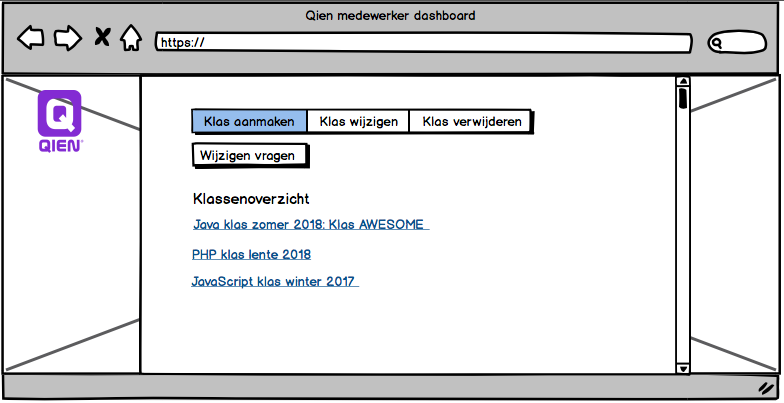 Qien medewerker dashboard
https://
QIEN
Klas aanmaken Klas wijzigen Klas verwijderen
Wijzigen vragen
Klassenoverzicht
Java klas zomer 2018: Klas AWESOME
PHP klas lente 2018
JavaScript klas winter 2017